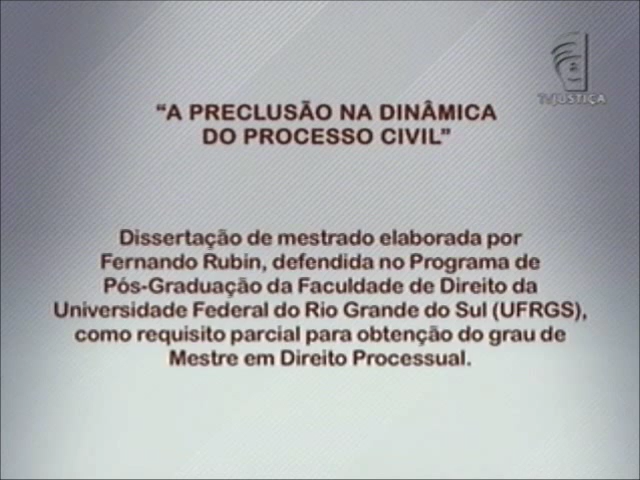 TVJUSTIÇA
“A PRECLUSÃO NA DINÂMICA
DO PROCESSO CIVIL”
Dissertação de mestrado elaborada por
Fernando Rubin, defendida no Programa de
Pós-Graduação da Faculdade de Direito da
Universidade Federal do Rio Grande do Sul (UFRGS),
como requisito parcial para obtenção do grau de
Mestre em Direito Processual.